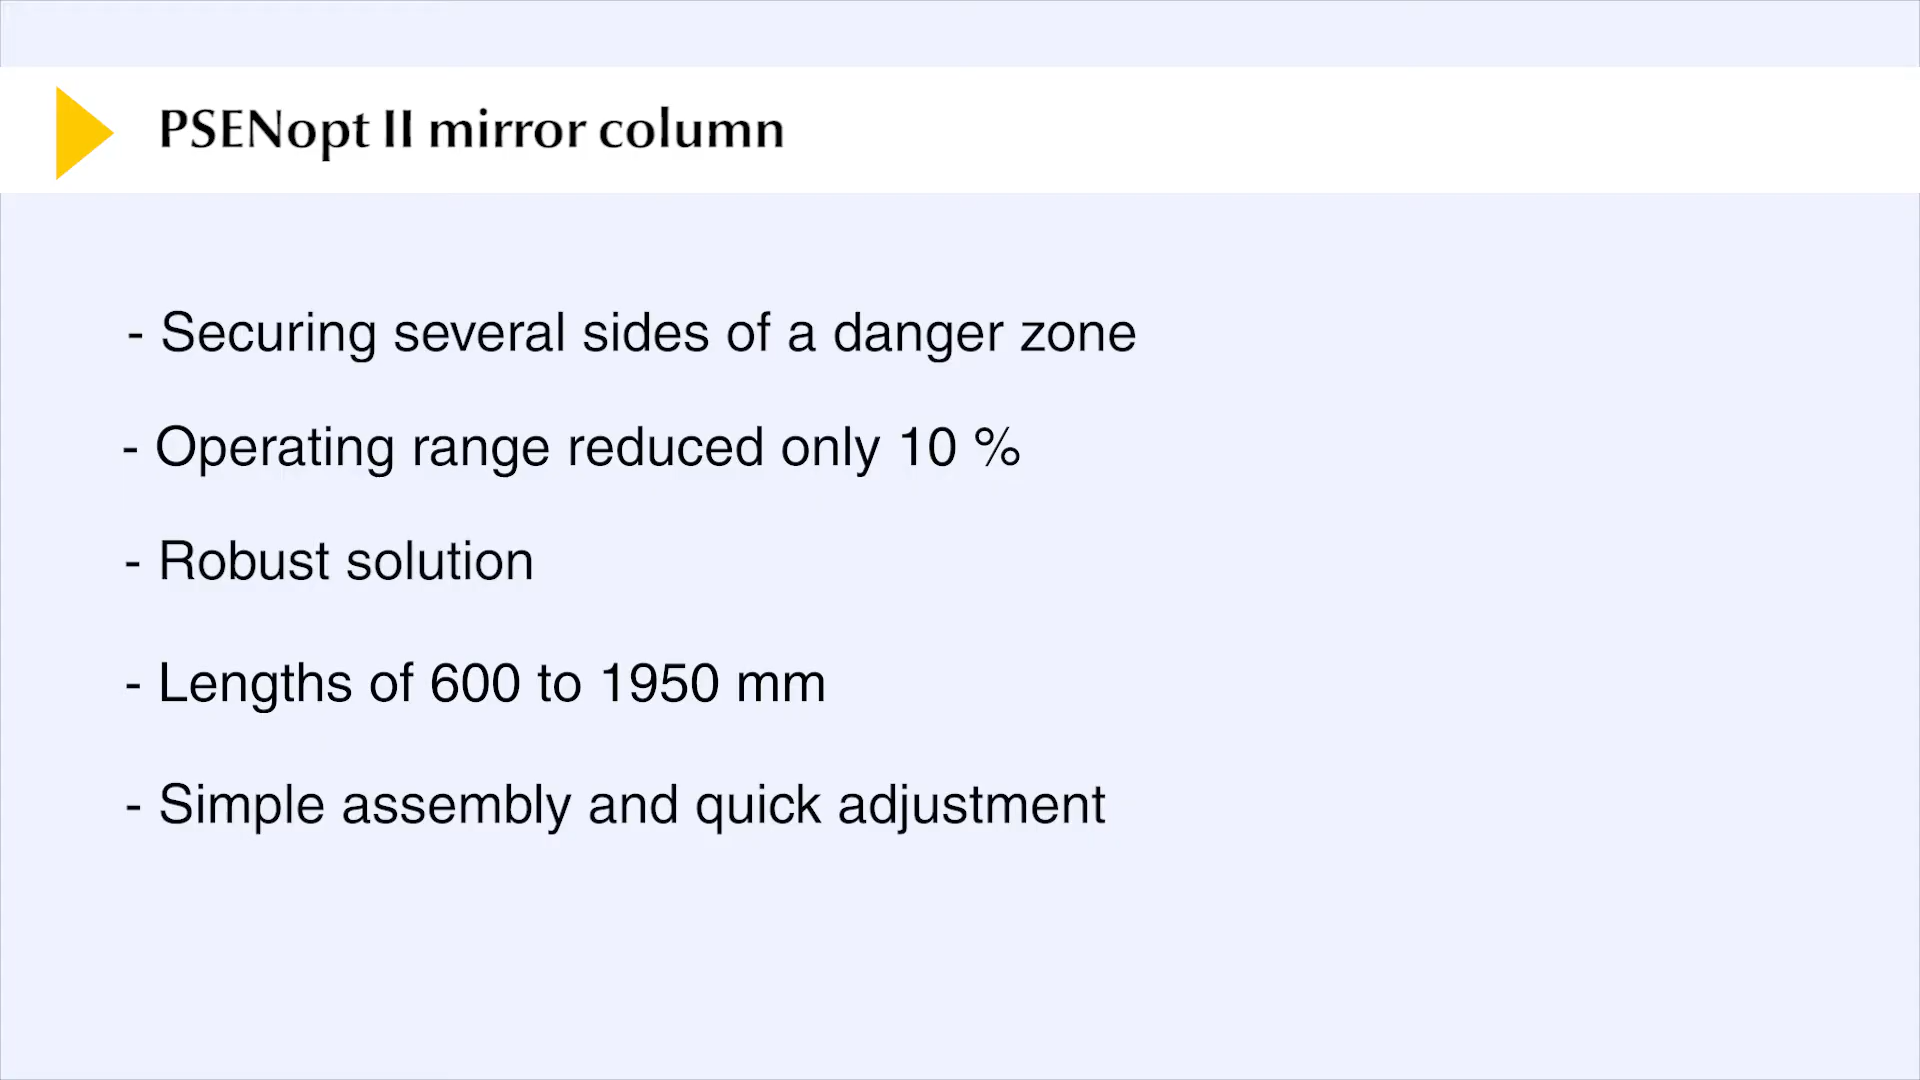 PSENopt II mirror column
- Securing several sides of a danger zone
- Operating range reduced only 10 %
- Robust solution
- Lengths of 600 to 1950 mm
- Simple assembly and quick adjustment